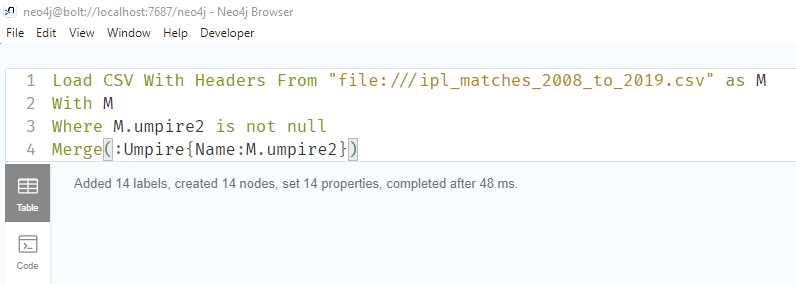 neo4j@bolt://localhost:7687/neo4j - Neo4j Browser
File Edit View Window Help Developer
1 Load CSV With Headers From "file:///ipl_matches_2008_to_2019.csv" as M
2 With M
3 Where M.umpire2 is not null
4 Merge(:Umpire{Name:M.umpire2})
Added 14 labels, created 14 nodes, set 14 properties, completed after 48 ms.
Table
Code